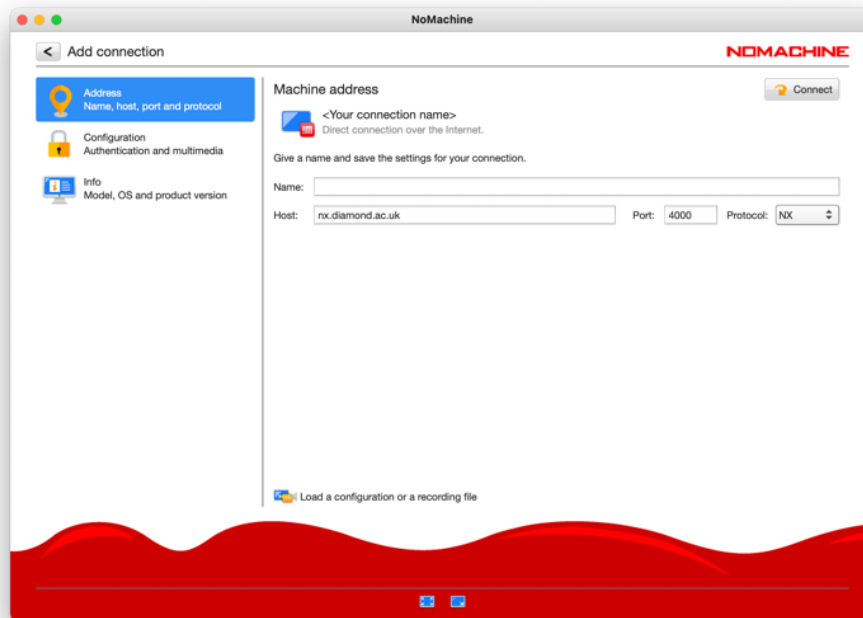 NoMachine
< Add connection
NOMACHINE
Address
Name, host, port and protocol
Configuration
Authentication and multimedia
Info
Model, OS and product version
Machine address
Connect
<Your connection name>
Direct connection over the Internet.
Give a name and save the settings for your connection.
Name:
Host: nx.diamond.ac.uk Port: 4000 Protocol: NX
Load a configuration or a recording file